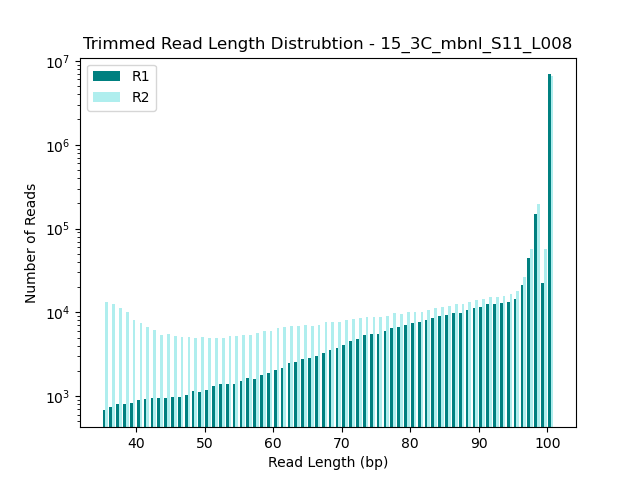 Trimmed Read Length Distrubtion - 15_3C_mbnl_S11_L008
R1
R2
Number of Reads
10⁷
10⁶
10⁵
10⁴
10³
40 50 60 70 80 90 100
Read Length (bp)